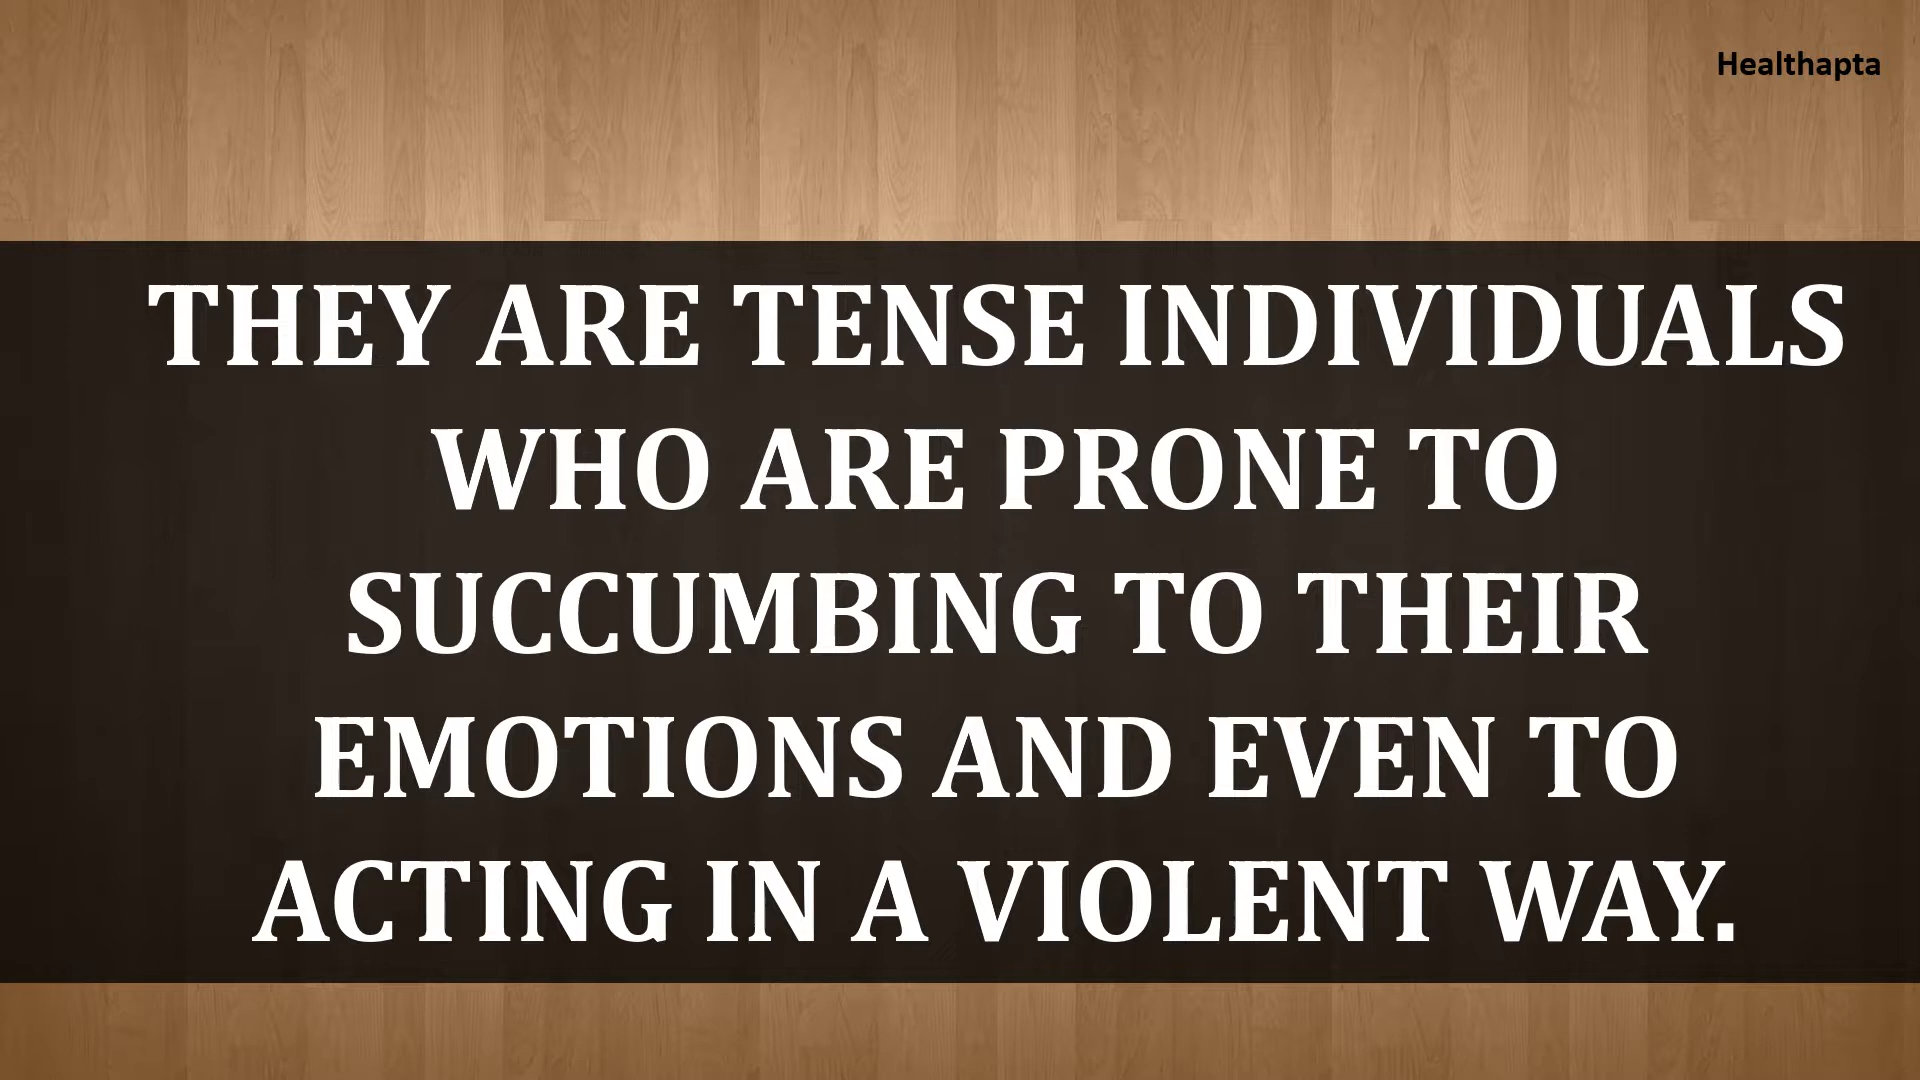 Healthapta
THEY ARE TENSE INDIVIDUALS
WHO ARE PRONE TO
SUCCUMBING TO THEIR
EMOTIONS AND EVEN TO
ACTING IN A VIOLENT WAY.